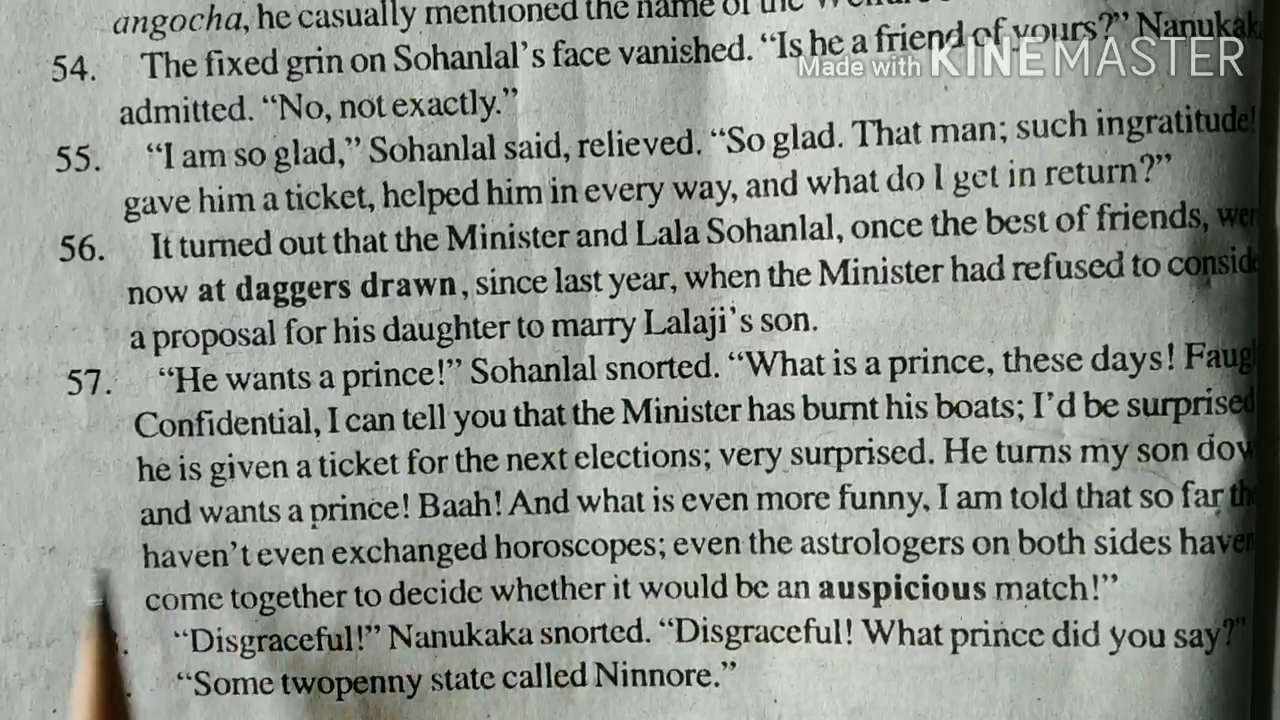 angocha, he casually mentioned the name of the
54. The fixed grin on Sohanlal's face vanished. "Is he a friend of yours?" Nanukak
Made with KINEMASTER
admitted. "No, not exactly."
55. "I am so glad," Sohanlal said, relieved. "So glad. That man; such ingratitude!
gave him a ticket, helped him in every way, and what do I get in return?"
56. It turned out that the Minister and Lala Sohanlal, once the best of friends, wer
now at daggers drawn, since last year, when the Minister had refused to conside
a proposal for his daughter to marry Lalaji's son.
57. "He wants a prince!" Sohanlal snorted. "What is a prince, these days! Faug
Confidential, I can tell you that the Minister has burnt his boats; I'd be surprised
he is given a ticket for the next elections; very surprised. He turns my son dow
and wants a prince! Baah! And what is even more funny, I am told that so far th
haven't even exchanged horoscopes; even the astrologers on both sides haven
come together to decide whether it would be an auspicious match!"
"Disgraceful!" Nanukaka snorted. "Disgraceful! What prince did you say?"
"Some twopenny state called Ninnore."